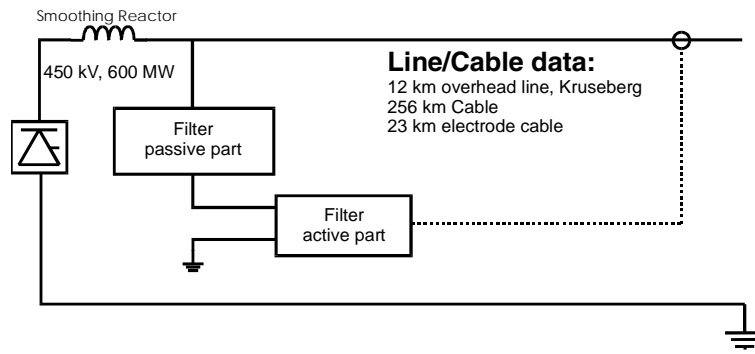 Smoothing Reactor
450 kV, 600 MW
Line/Cable data:
12 km overhead line, Kruseberg
256 km Cable
23 km electrode cable
Filter
passive part
Filter
active part